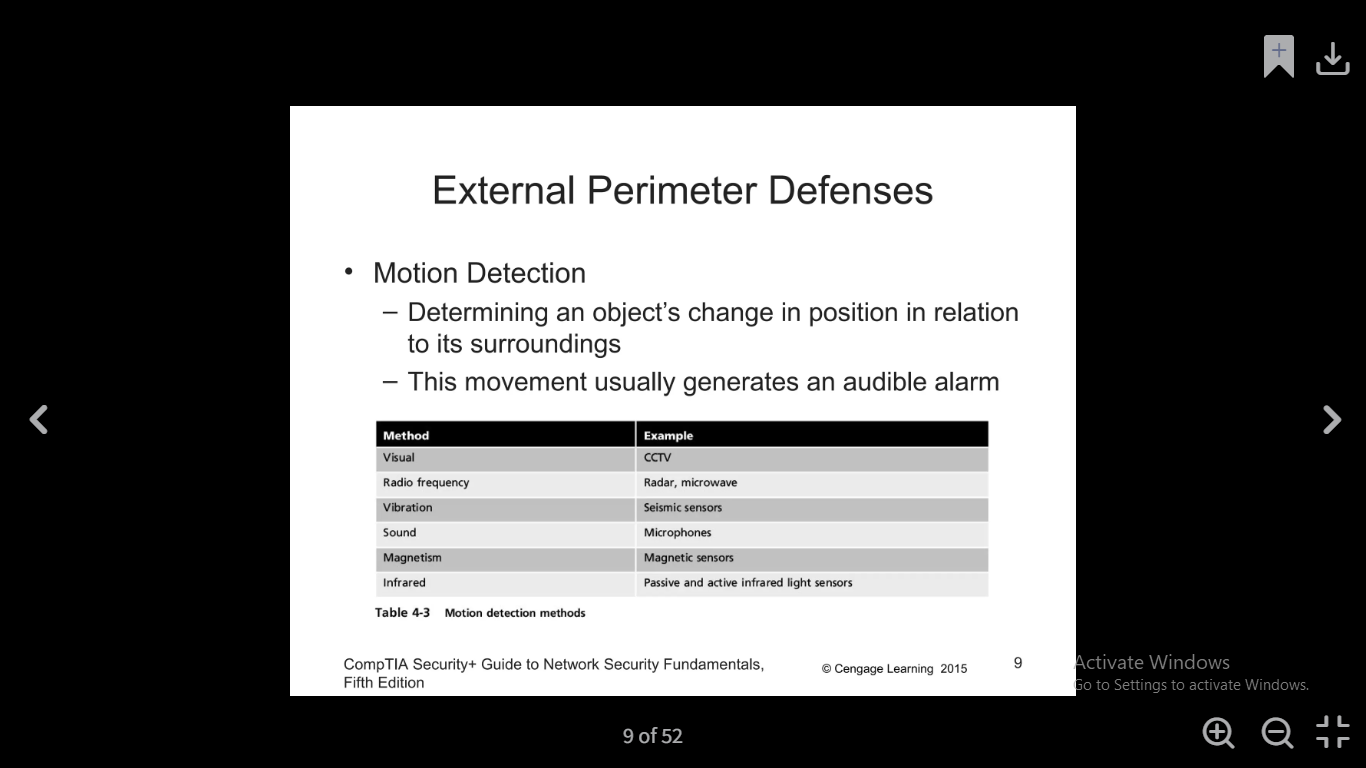 External Perimeter Defenses
• Motion Detection
– Determining an object’s change in position in relation
to its surroundings
– This movement usually generates an audible alarm
Method Example
Visual CCTV
Radio frequency Radar, microwave
Vibration Seismic sensors
Sound Microphones
Magnetism Magnetic sensors
Infrared Passive and active infrared light sensors
Table 4-3 Motion detection methods
CompTIA Security+ Guide to Network Security Fundamentals,
Fifth Edition
© Cengage Learning 2015
9
Activate Windows
Go to Settings to activate Windows.
9 of 52